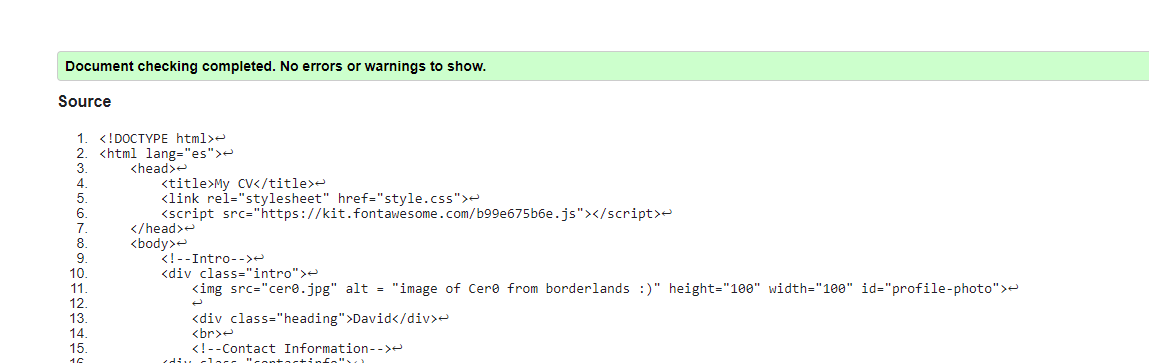 Document checking completed. No errors or warnings to show.
Source
1. <!DOCTYPE html>↩
2. <html lang="es">↩
3. <head>↩
4. <title>My CV</title>↩
5. <link rel="stylesheet" href="style.css">↩
6. <script src="https://kit.fontawesome.com/b99e675b6e.js"></script>↩
7. </head>↩
8. <body>↩
9. <!--Intro-->↩
10. <div class="intro">↩
11. <img src="cer0.jpg" alt = "image of Cer0 from borderlands :)" height="100" width="100" id="profile-photo">↩
12. ↩
13. <div class="heading">David</div>↩
14. <br>↩
15. <!--Contact Information-->↩
16. <div class="contactinfo">↩